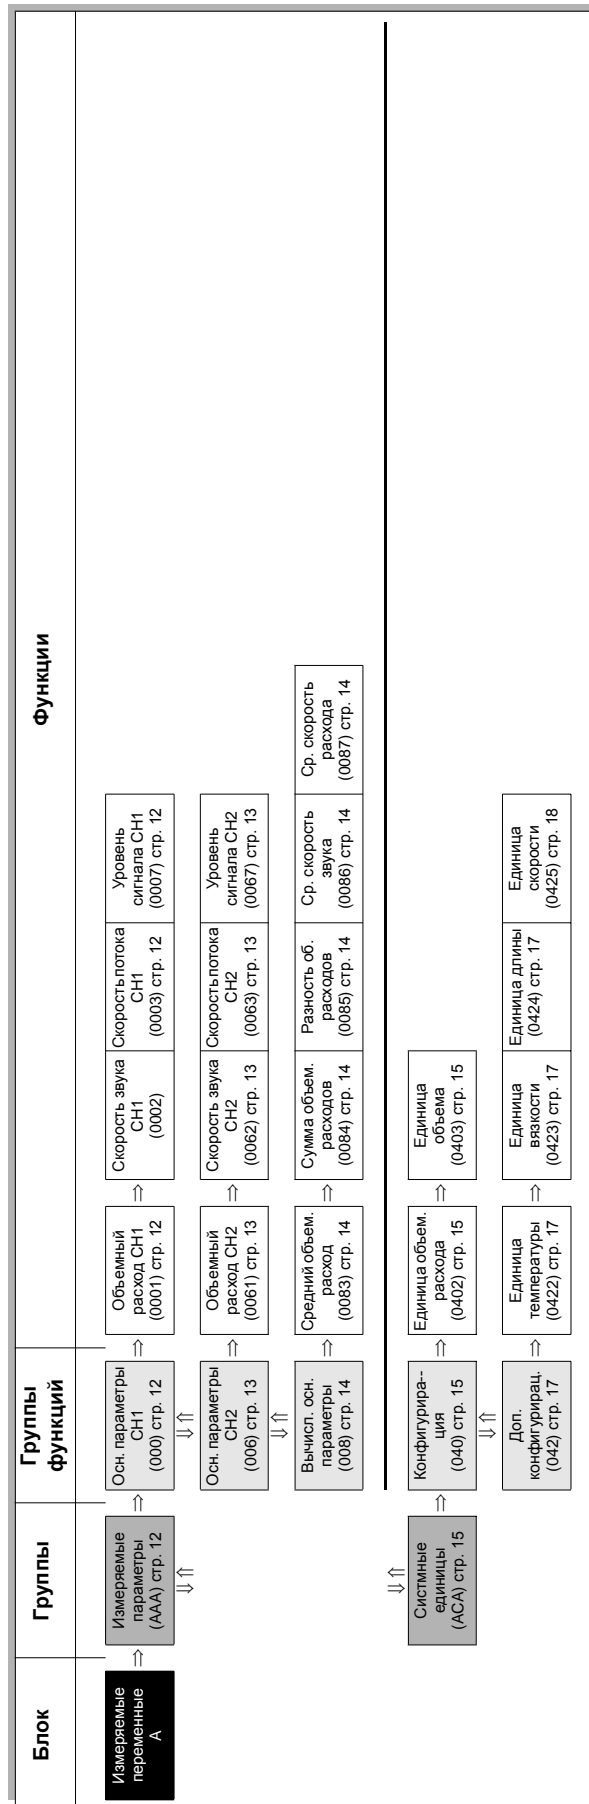 Блок
Группы
Группы
функций
Функции
Измеряемые
переменные
A
Измеряемые
параметры
(AAA) стр. 12
Осн. параметры
CH1
(000) стр. 12
Объемный
расход CH1
(0001) стр. 12
Скорость звука
CH1
(0002)
Скорость потока
CH1
(0003) стр. 12
Уровень
сигнала CH1
(0007) стр. 12
Осн. параметры
CH2
(006) стр. 13
Объемный
расход CH2
(0061) стр. 13
Скорость звука
CH2
(0062) стр. 13
Скорость потока
CH2
(0063) стр. 13
Уровень
сигнала CH2
(0067) стр. 13
Вычисл. осн.
параметры
(008) стр. 14
Средний объем.
расход
(0083) стр. 14
Сумма объем.
расходов
(0084) стр. 14
Разность об.
расходов
(0085) стр. 14
Ср. скорость
звука
(0086) стр. 14
Ср. скорость
расхода
(0087) стр. 14
Систмные
единицы
(ACA) стр. 15
Конфигурира--
ция
(040) стр. 15
Единица объем.
расхода
(0402) стр. 15
Единица
объема
(0403) стр. 15
Доп.
конфигурирац.
(042) стр. 17
Единица
температуры
(0422) стр. 17
Единица
вязкости
(0423) стр. 17
Единица длины
(0424) стр. 17
Единица
скорости
(0425) стр. 18